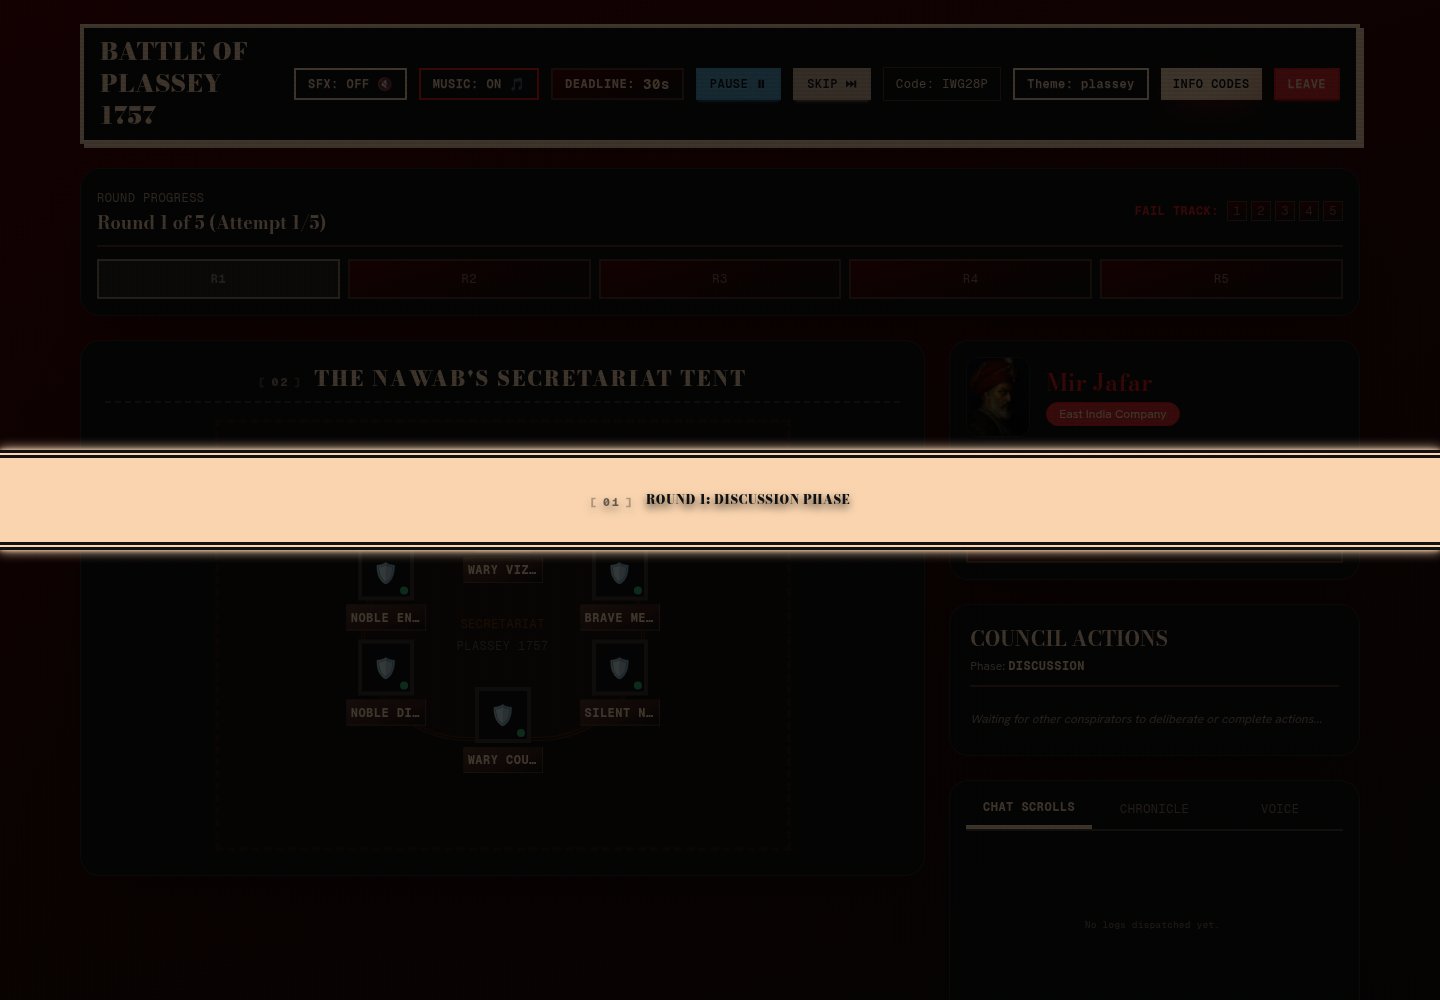 BATTLE OF
PLASSEY
1757
SFX: OFF
MUSIC: ON
DEADLINE: 30s
PAUSE
SKIP
Code: IWG28P
Theme: plassey
INFO CODES
LEAVE
ROUND PROGRESS
Round 1 of 5 (Attempt 1/5)
FAIL TRACK: 1 2 3 4 5
R1
R2
R3
R4
R5
[ 02 ] THE NAWAB'S SECRETARIAT TENT
Mir Jafar
East India Company
[ 01 ] ROUND 1: DISCUSSION PHASE
WARY VIZ…
NOBLE EN…
BRAVE ME…
SECRETARIAT
PLASSEY 1757
NOBLE DI…
SILENT N…
WARY COU…
COUNCIL ACTIONS
Phase: DISCUSSION
Waiting for other conspirators to deliberate or complete actions...
CHAT SCROLLS
CHRONICLE
VOICE
No logs dispatched yet.